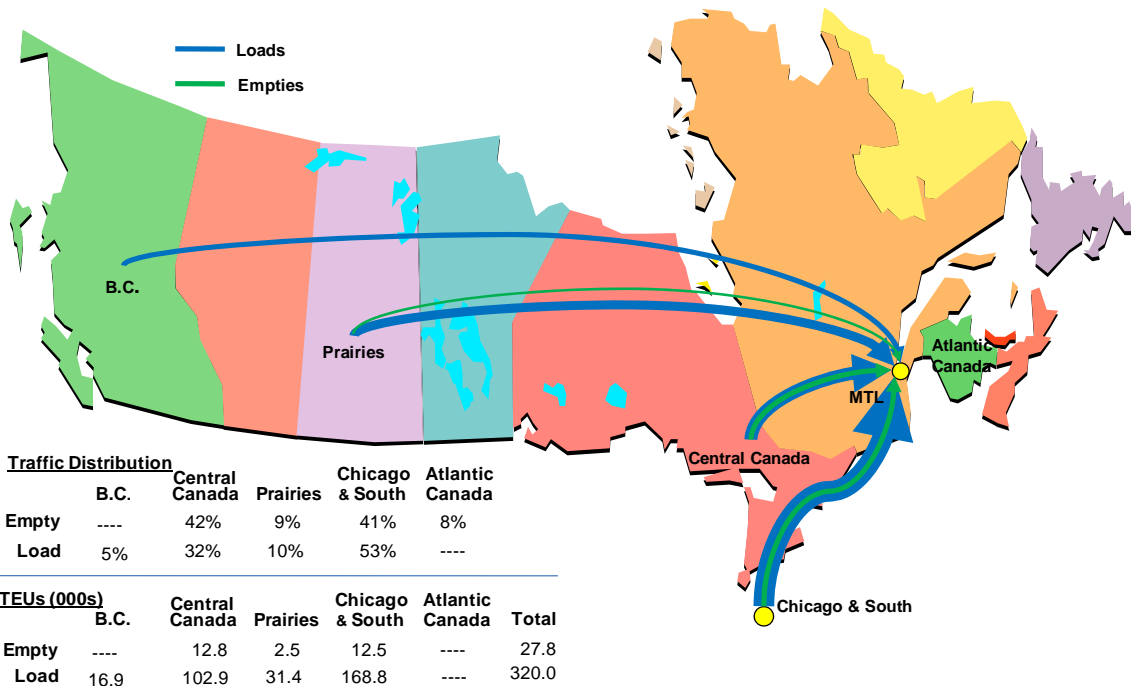 Loads
Empties
B.C.
Prairies
Atlantic
Canada
MTL
Central Canada
Chicago & South
Traffic Distribution
B.C. Central Canada Prairies Chicago & South Atlantic Canada
Empty ---- 42% 9% 41% 8%
Load 5% 32% 10% 53% ----
TEUs (000s)
B.C. Central Canada Prairies Chicago & South Atlantic Canada Total
Empty ---- 12.8 2.5 12.5 ---- 27.8
Load 16.9 102.9 31.4 168.8 ---- 320.0